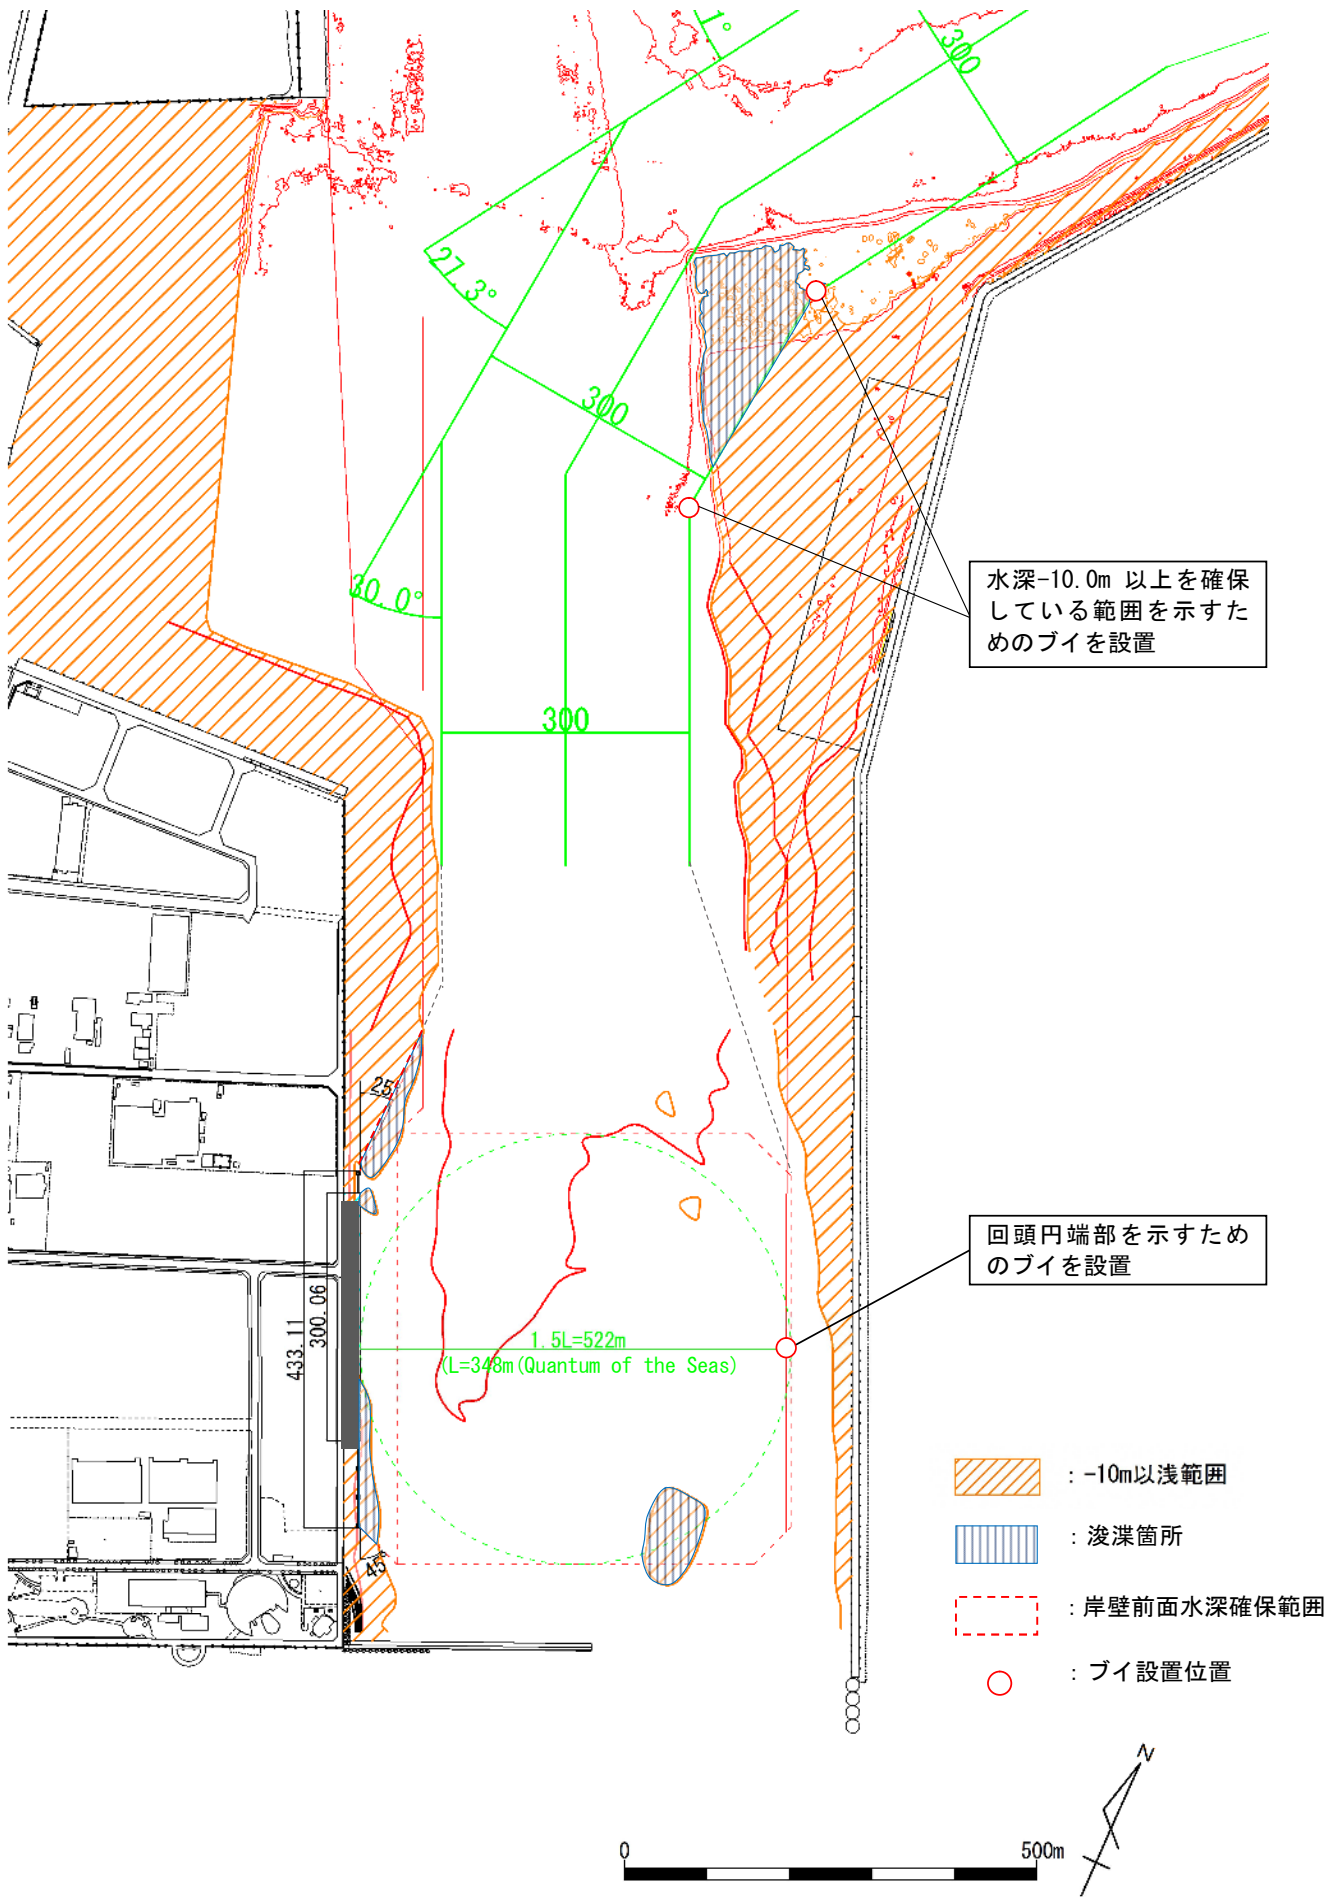 1°
300
27.3°
300
30.0°
水深-10.0m 以上を確保
している範囲を示すた
めのブイを設置
300
25°
回頭円端部を示すため
のブイを設置
433.11
300.06
1.5L=522m
(L=348m(Quantum of the Seas)
45°
：-10m以浅範囲
：浚渫箇所
：岸壁前面水深確保範囲
：ブイ設置位置
N
0
500m